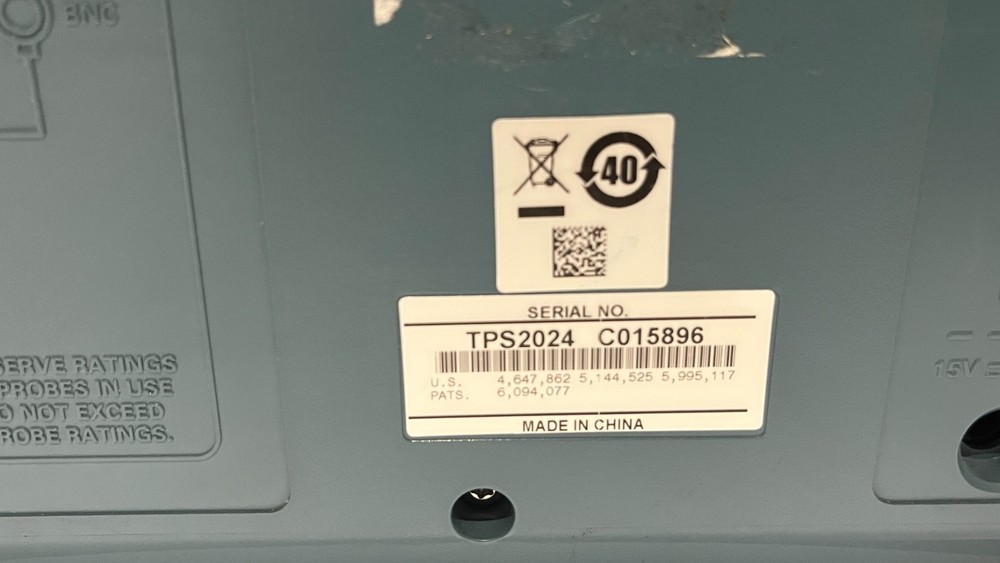 BNC
40
SERIAL NO.
TPS2024 C015896
U.S. 4,647,862 5,144,525 5,995,117
PATS. 6,094,077
MADE IN CHINA
SERVE RATINGS
PROBES IN USE
O NOT EXCEED
ROBE RATINGS.
15V